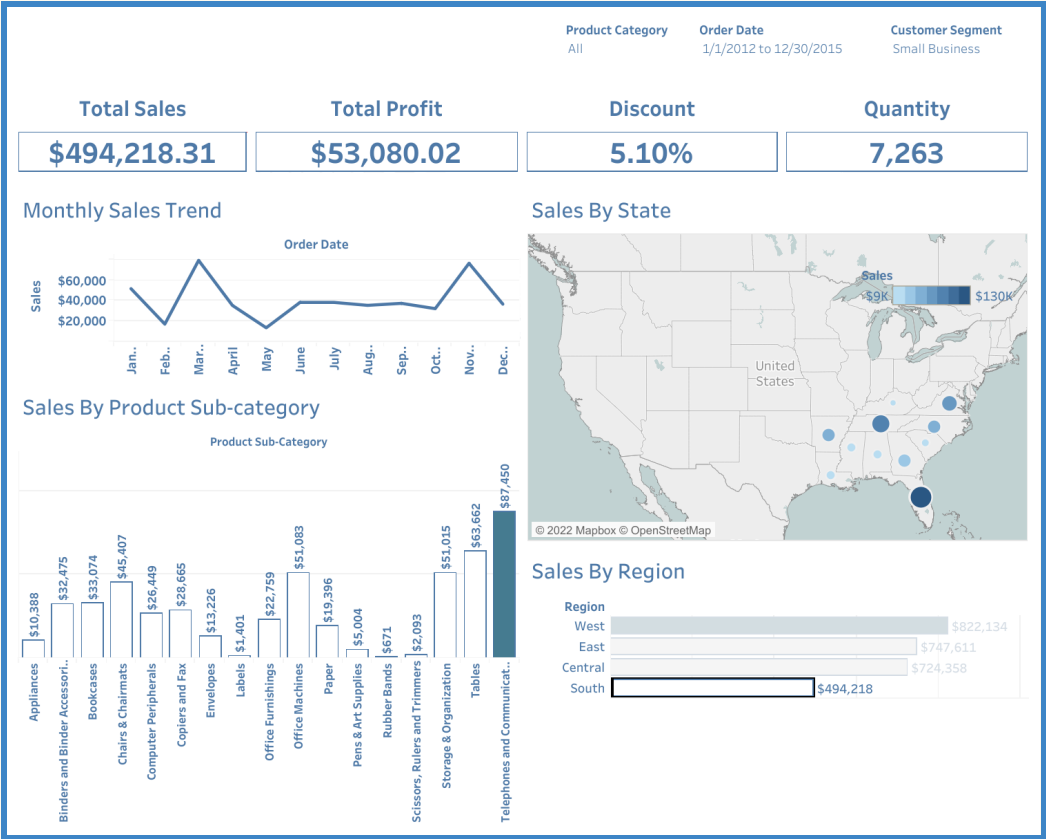 Product Category Order Date Customer Segment
All 1/1/2012 to 12/30/2015 Small Business
Total Sales Total Profit Discount Quantity
$494,218.31 $53,080.02 5.10% 7,263
Monthly Sales Trend
Order Date
Sales
$60,000
$40,000
$20,000
Jan.. Feb.. Mar.. April May June July Aug.. Sep.. Oct.. Nov.. Dec..
Sales By Product Sub-category
Product Sub-Category
$10,388 $32,475 $33,074 $45,407 $26,449 $28,665 $13,226 $1,401 $22,759 $51,083 $19,396 $5,004 $671 $2,093 $51,015 $63,662 $87,450
Appliances
Binders and Binder Accessori..
Bookcases
Chairs & Chairmats
Computer Peripherals
Copiers and Fax
Envelopes
Labels
Office Furnishings
Office Machines
Paper
Pens & Art Supplies
Rubber Bands
Scissors, Rulers and Trimmers
Storage & Organization
Tables
Telephones and Communicat..
Sales By State
Sales
$9K $130K
United
States
© 2022 Mapbox © OpenStreetMap
Sales By Region
Region
West $822,134
East $747,611
Central $724,358
South $494,218